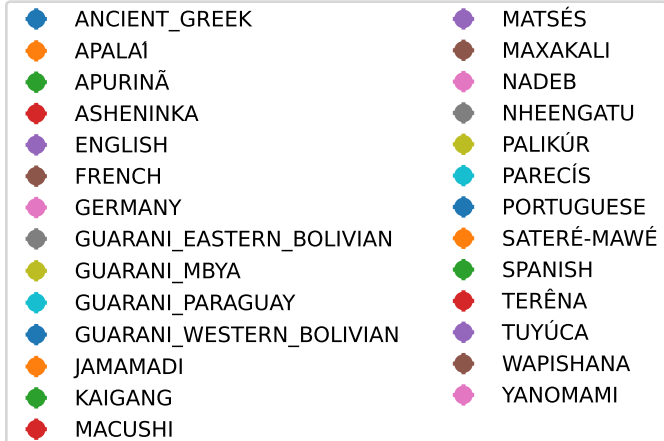 ANCIENT_GREEK
APALAÍ
APURINÃ
ASHENINKA
ENGLISH
FRENCH
GERMANY
GUARANI_EASTERN_BOLIVIAN
GUARANI_MBYA
GUARANI_PARAGUAY
GUARANI_WESTERN_BOLIVIAN
JAMAMADI
KAIGANG
MACUSHI
MATSÉS
MAXAKALI
NADEB
NHEENGATU
PALIKÚR
PARECÍS
PORTUGUESE
SATERÉ-MAWÉ
SPANISH
TERÊNA
TUYÚCA
WAPISHANA
YANOMAMI